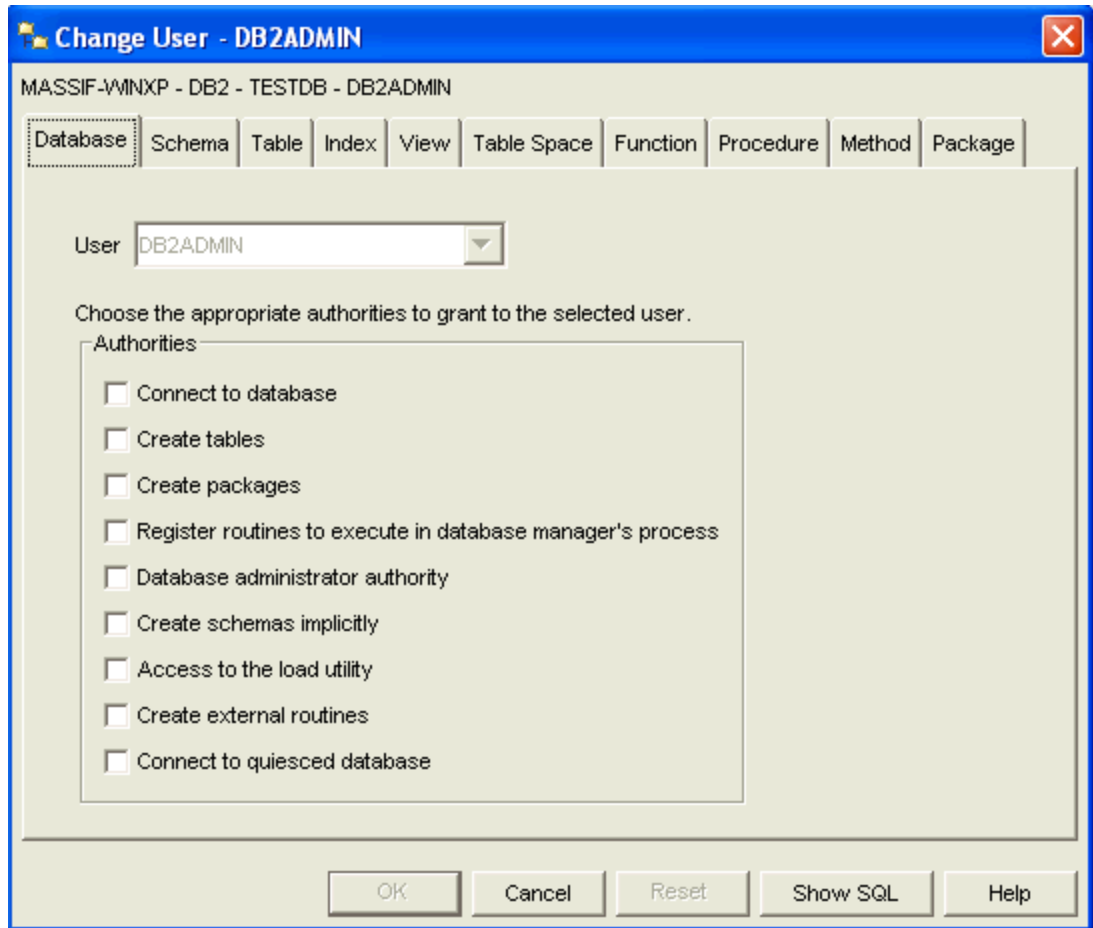 Change User - DB2ADMIN
MASSIF-WINXP - DB2 - TESTDB - DB2ADMIN
Database Schema Table Index View Table Space Function Procedure Method Package
User DB2ADMIN
Choose the appropriate authorities to grant to the selected user.
Authorities
Connect to database
Create tables
Create packages
Register routines to execute in database manager's process
Database administrator authority
Create schemas implicitly
Access to the load utility
Create external routines
Connect to quiesced database
OK Cancel Reset Show SQL Help